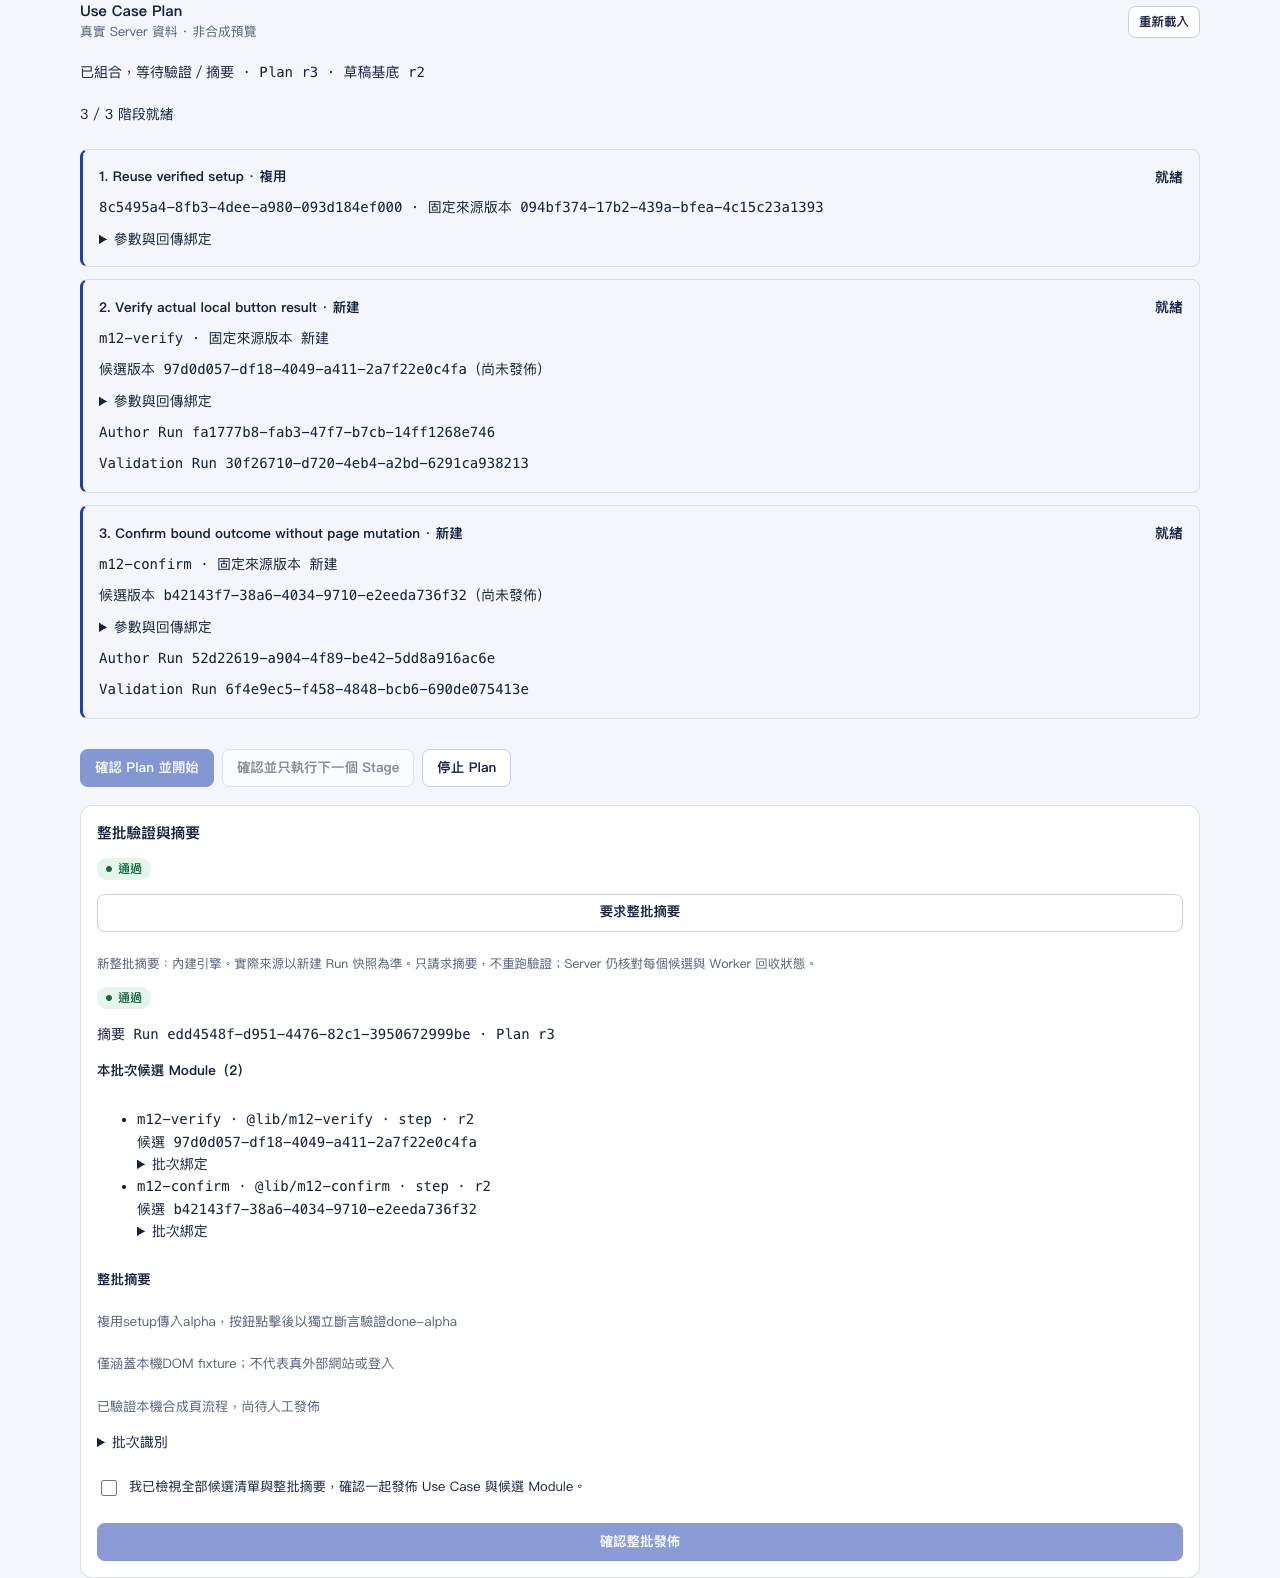 Use Case Plan
真實 Server 資料 · 非合成預覽
重新載入
已組合，等待驗證 / 摘要 · Plan r3 · 草稿基底 r2
3 / 3 階段就緒
1. Reuse verified setup · 複用
就緒
8c5495a4-8fb3-4dee-a980-093d184ef000 · 固定來源版本 094bf374-17b2-439a-bfea-4c15c23a1393
▶ 參數與回傳綁定
2. Verify actual local button result · 新建
就緒
m12-verify · 固定來源版本 新建
候選版本 97d0d057-df18-4049-a411-2a7f22e0c4fa（尚未發佈）
▶ 參數與回傳綁定
Author Run fa1777b8-fab3-47f7-b7cb-14ff1268e746
Validation Run 30f26710-d720-4eb4-a2bd-6291ca938213
3. Confirm bound outcome without page mutation · 新建
就緒
m12-confirm · 固定來源版本 新建
候選版本 b42143f7-38a6-4034-9710-e2eeda736f32（尚未發佈）
▶ 參數與回傳綁定
Author Run 52d22619-a904-4f89-be42-5dd8a916ac6e
Validation Run 6f4e9ec5-f458-4848-bcb6-690de075413e
確認 Plan 並開始
確認並只執行下一個 Stage
停止 Plan
整批驗證與摘要
● 通過
要求整批摘要
新整批摘要：內建引擎。實際來源以新建 Run 快照為準。只請求摘要，不重跑驗證；Server 仍核對每個候選與 Worker 回收狀態。
● 通過
摘要 Run edd4548f-d951-4476-82c1-3950672999be · Plan r3
本批次候選 Module（2）
• m12-verify · @lib/m12-verify · step · r2
候選 97d0d057-df18-4049-a411-2a7f22e0c4fa
▶ 批次綁定
• m12-confirm · @lib/m12-confirm · step · r2
候選 b42143f7-38a6-4034-9710-e2eeda736f32
▶ 批次綁定
整批摘要
複用setup傳入alpha，按鈕點擊後以獨立斷言驗證done-alpha
僅涵蓋本機DOM fixture；不代表真外部網站或登入
已驗證本機合成頁流程，尚待人工發佈
▶ 批次識別
我已檢視全部候選清單與整批摘要，確認一起發佈 Use Case 與候選 Module。
確認整批發佈